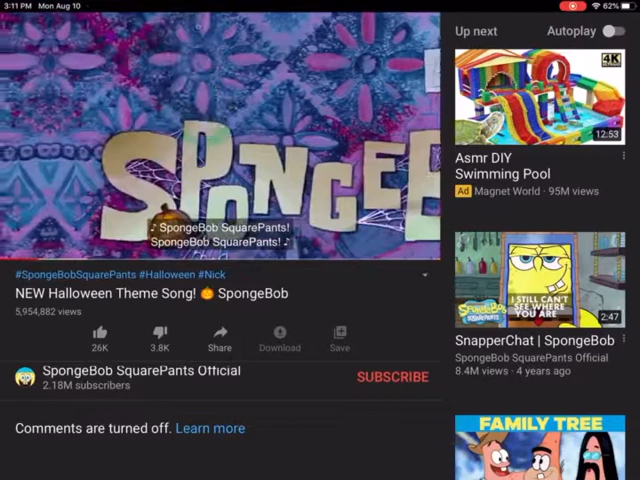 3:11 PM Mon Aug 10
62%
SPONGEB
♪ SpongeBob SquarePants!
SpongeBob SquarePants! ♪
#SpongeBobSquarePants #Halloween #Nick
NEW Halloween Theme Song! 🎃 SpongeBob
5,954,882 views
26K
3.8K
Share
Download
Save
SpongeBob SquarePants Official
2.18M subscribers
SUBSCRIBE
Comments are turned off. Learn more
Up next
Autoplay
4K
12:53
Asmr DIY
Swimming Pool
Ad Magnet World · 95M views
SpongeBob
I STILL CAN'T
SEE WHERE
YOU ARE
2:47
SnapperChat | SpongeBob
SpongeBob SquarePants Official
8.4M views · 4 years ago
FAMILY TREE